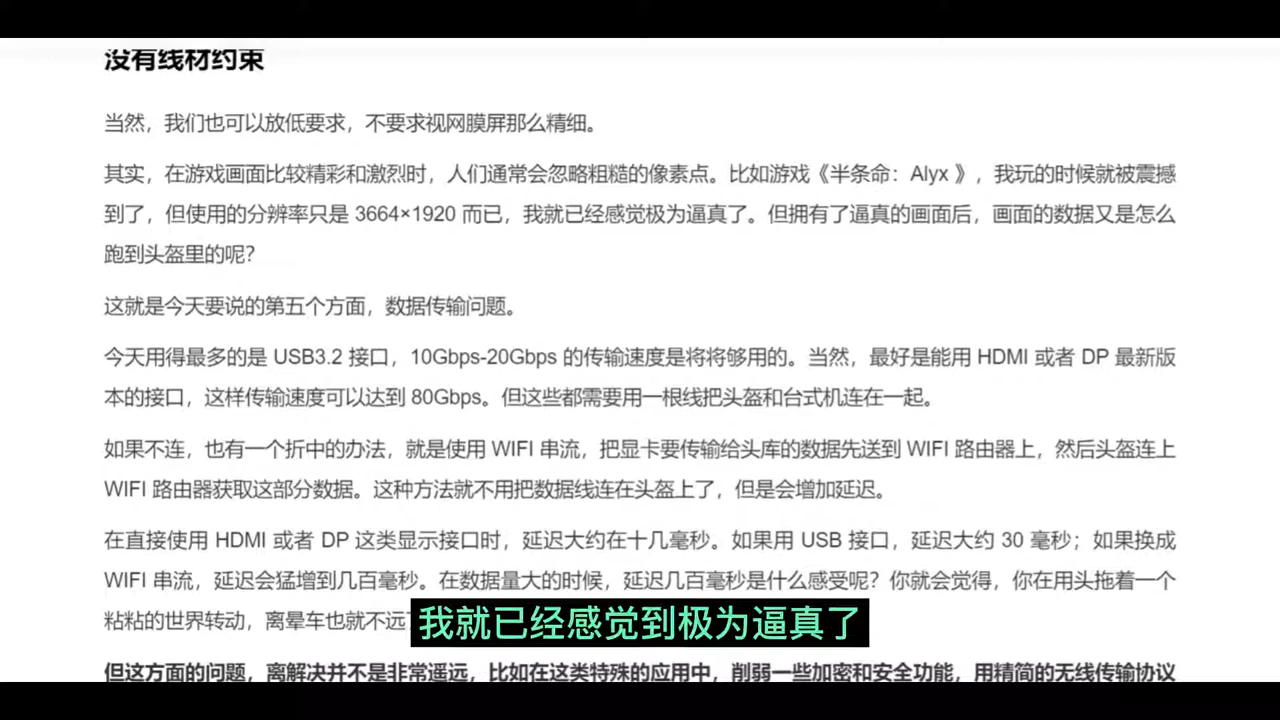 没有线材约束
当然，我们也可以放低要求，不要求视网膜屏那么精细。
其实，在游戏画面比较精彩和激烈时，人们通常会忽略粗糙的像素点。比如游戏《半条命：Alyx 》，我玩的时候就被震撼
到了，但使用的分辨率只是 3664×1920 而已，我就已经感觉极为逼真了。但拥有了逼真的画面后，画面的数据又是怎么
跑到头盔里的呢？
这就是今天要说的第五个方面，数据传输问题。
今天用得最多的是 USB3.2 接口，10Gbps-20Gbps 的传输速度是将将够用的。当然，最好是能用 HDMI 或者 DP 最新版
本的接口，这样传输速度可以达到 80Gbps。但这些都需要用一根线把头盔和台式机连在一起。
如果不连，也有一个折中的办法，就是使用 WIFI 串流，把显卡要传输给头库的数据先送到 WIFI 路由器上，然后头盔连上
WIFI 路由器获取这部分数据。这种方法就不用把数据线连在头盔上了，但是会增加延迟。
在直接使用 HDMI 或者 DP 这类显示接口时，延迟大约在十几毫秒。如果用 USB 接口，延迟大约 30 毫秒；如果换成
WIFI 串流，延迟会猛增到几百毫秒。在数据量大的时候，延迟几百毫秒是什么感受呢？你就会觉得，你在用头拖着一个
粘粘的世界转动，离晕车也就不远
我就已经感觉到极为逼真了
但这方面的问题，离解决并不是非常遥远，比如在这类特殊的应用中，削弱一些加密和安全功能，用精简的无线传输协议